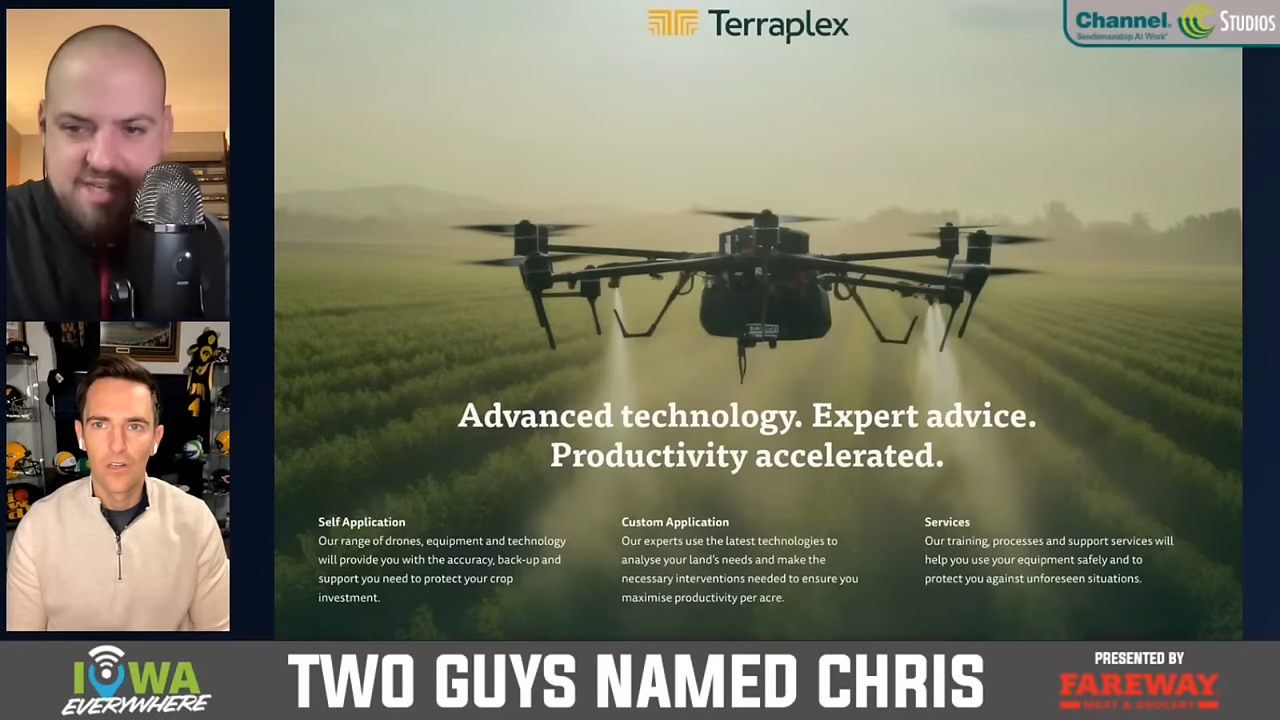 Terraplex
Channel.
Seedsmanship At Work®
STUDIOS
Advanced technology. Expert advice.
Productivity accelerated.
Self Application
Our range of drones, equipment and technology
will provide you with the accuracy, back-up and
support you need to protect your crop
investment.
Custom Application
Our experts use the latest technologies to
analyse your land's needs and make the
necessary interventions needed to ensure you
maximise productivity per acre.
Services
Our training, processes and support services will
help you use your equipment safely and to
protect you against unforeseen situations.
IOWA
EVERYWHERE
TWO GUYS NAMED CHRIS
PRESENTED BY
FAREWAY
MEAT & GROCERY